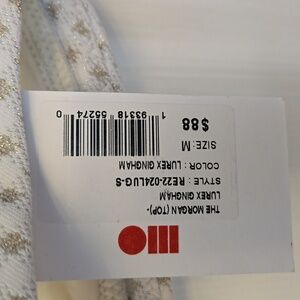 THE MORGAN (TOP)-
LUREX GINGHAM
STYLE : RE22-024LUG-S
COLOR : LUREX GINGHAM
SIZE: M
$ 88
1 93318 55274 0